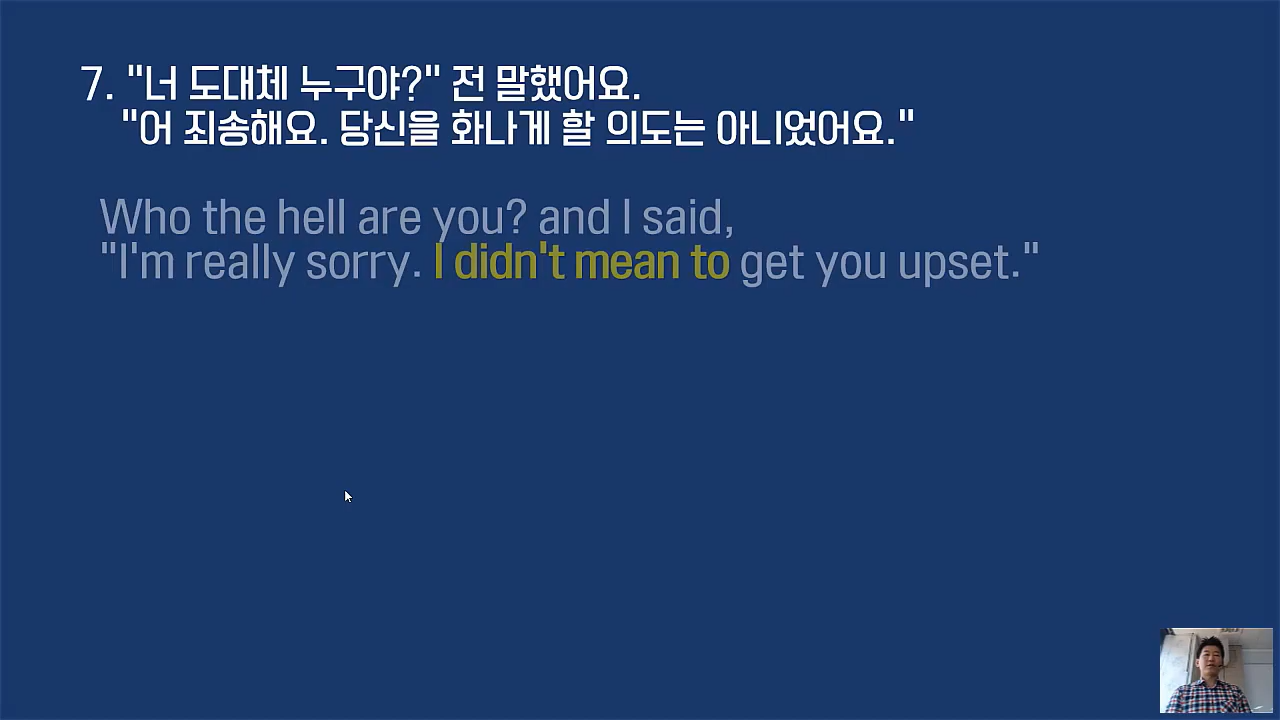 7. "너 도대체 누구야?" 전 말했어요.
"어 죄송해요. 당신을 화나게 할 의도는 아니었어요."
Who the hell are you? and I said,
"I'm really sorry. I didn't mean to get you upset."